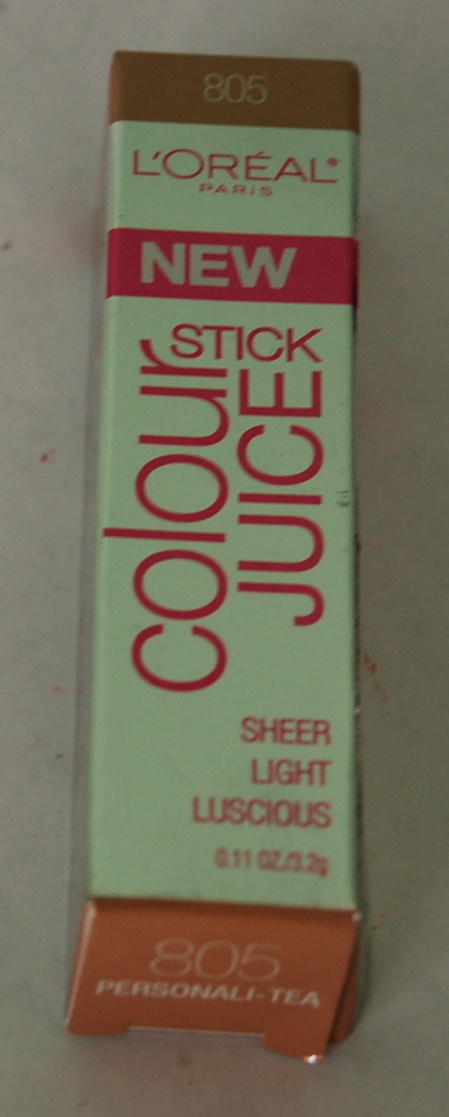 805
L'ORÉAL®
PARIS
NEW
STICK
colour
JUICE
SHEER
LIGHT
LUSCIOUS
0.11 OZ./3.2g
805
PERSONALI-TEA